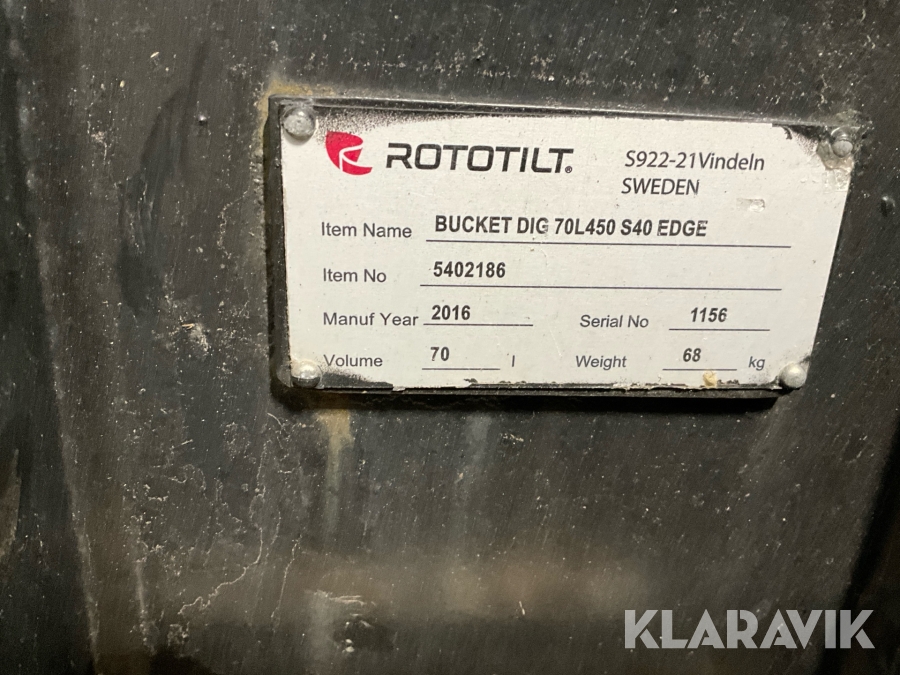 ROTOTILT®
S922-21Vindeln
SWEDEN
Item Name BUCKET DIG 70L450 S40 EDGE
Item No 5402186
Manuf Year 2016 Serial No 1156
Volume 70 l Weight 68 kg
KLARAVIK